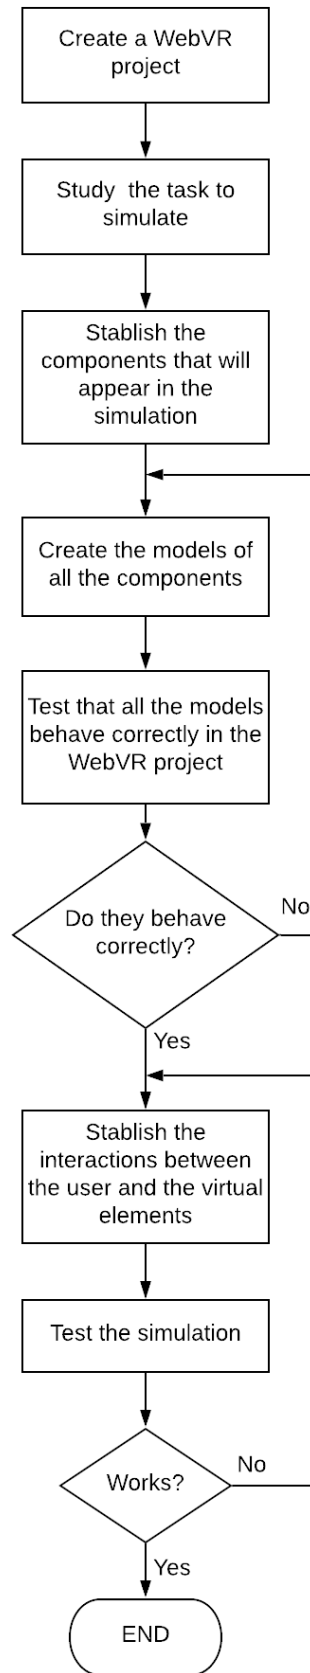 Create a WebVR
project
Study the task to
simulate
Stablish the
components that will
appear in the
simulation
Create the models of
all the components
Test that all the models
behave correctly in the
WebVR project
Do they behave
correctly?
No
Yes
Stablish the
interactions between
the user and the virtual
elements
Test the simulation
Works?
No
Yes
END